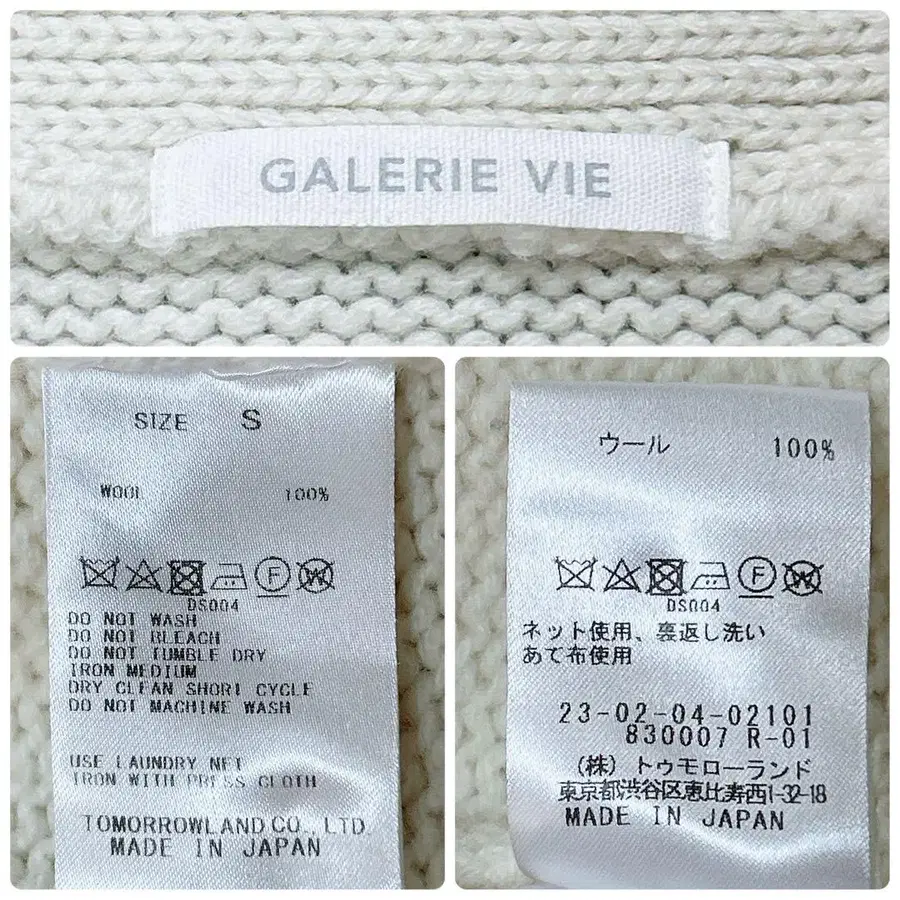 GALERIE VIE
SIZE S
WOOL 100%
F W
DS004
DO NOT WASH
DO NOT BLEACH
DO NOT TUMBLE DRY
IRON MEDIUM
DRY CLEAN SHORT CYCLE
DO NOT MACHINE WASH
USE LAUNDRY NET
IRON WITH PRESS CLOTH
TOMORROWLAND CO., LTD.
MADE IN JAPAN
ウール 100%
F W
DS004
ネット使用、裏返し洗い
あて布使用
23-02-04-02101
830007 R-01
(株) トゥモローランド
東京都渋谷区恵比寿西1-32-18
MADE IN JAPAN